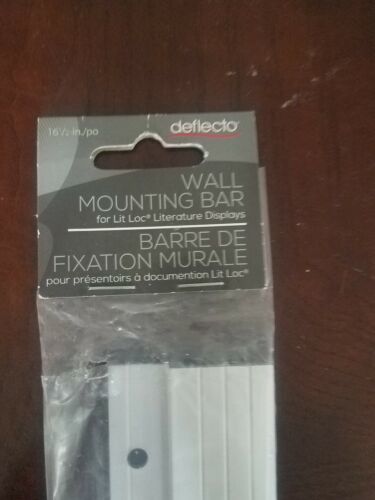 16½ in./po
deflecto®
WALL
MOUNTING BAR
for Lit Loc® Literature Displays
BARRE DE
FIXATION MURALE
pour présentoirs à documention Lit Loc®